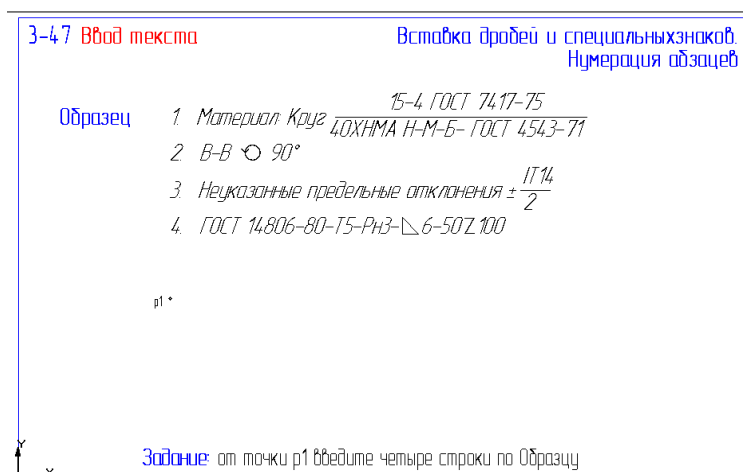 3-47 Ввод текста
Вставка дробей и специальныхзнаков.
Нумерация абзацев
Образец
1. Материал Круг 15-4 ГОСТ 7417-75
40ХНМА Н-М-Б- ГОСТ 4543-71
2. В-В ⟲ 90°
3. Неуказанные предельные отклонения ± IT14
2
4. ГОСТ 14806-80-Т5-РнЗ-◺6-50Z100
p1
Y
X
Задание: от точки p1 введите четыре строки по Образцу